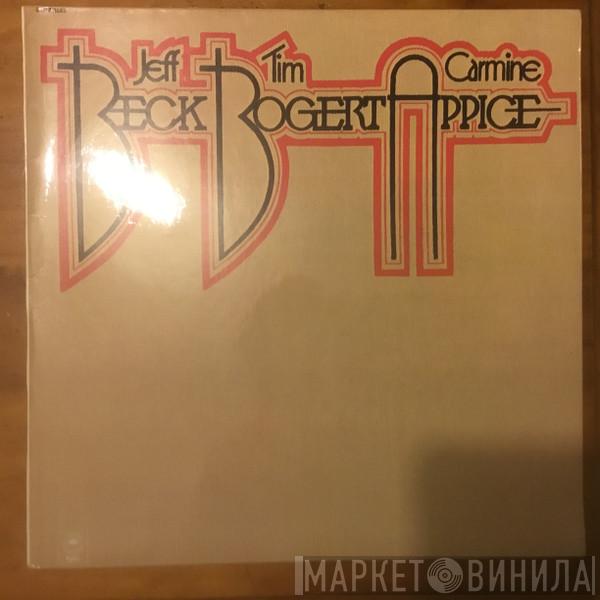 Jeff Tim Carmine
BECK BOGERT APPICE
МАРКЕТ ВИНИЛА